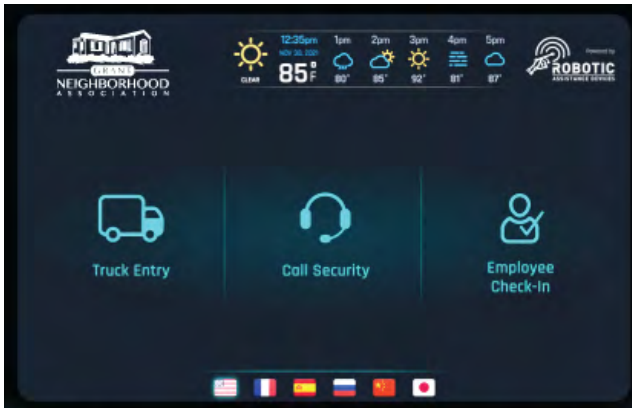 GRANT
NEIGHBORHOOD
ASSOCIATION
CLEAR
12:35pm
NOV 30, 2021
85°F
1pm
80°
2pm
85°
3pm
92°
4pm
81°
5pm
87°
Powered by
ROBOTIC
ASSISTANCE DEVICES
Truck Entry
Call Security
Employee
Check-In